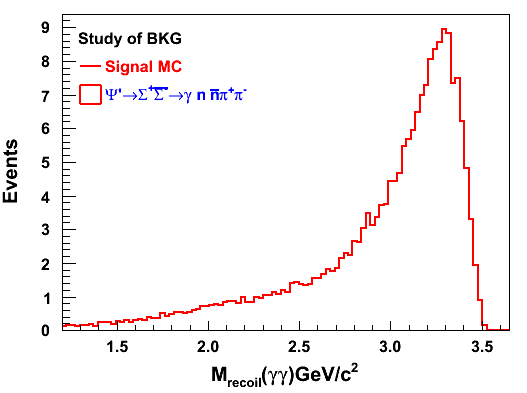 Study of BKG
Signal MC
Ψ'→Σ⁺Σ̅⁻→γ n n̅π⁺π⁻
Events
9
8
7
6
5
4
3
2
1
0
1.5 2.0 2.5 3.0 3.5
M_recoil(γγ)GeV/c²